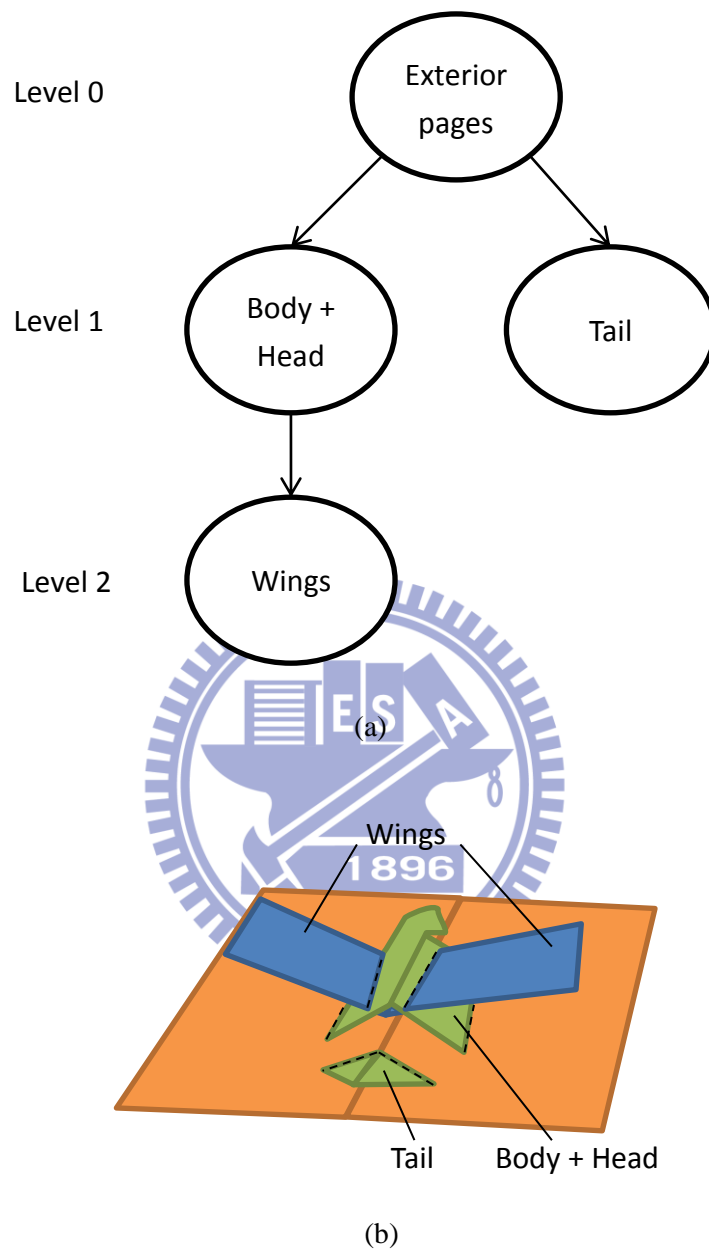 Level 0
Exterior
pages
Level 1
Body +
Head
Tail
Level 2
Wings
E S A
(a)
Wings
1896
Tail
Body + Head
(b)